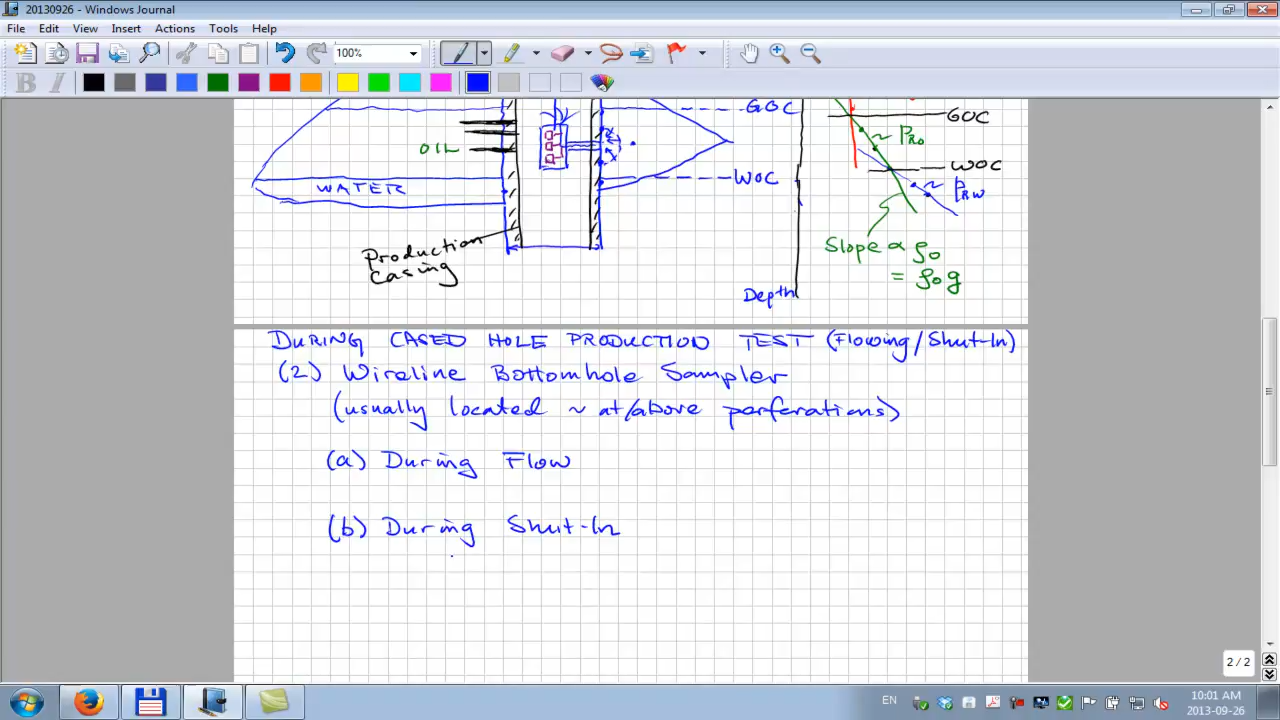 20130926 - Windows Journal
File Edit View Insert Actions Tools Help
100%
B I
GOC
GOC
OIL
PRO
WOC
WATER
WOC
PRW
Production
Casing
Slope ∝ ρo
= ρo g
Depth
DURING CASED HOLE PRODUCTION TEST (Flowing/Shut-In)
(2) Wireline Bottomhole Sampler
(usually located ~ at/above perforations)
(a) During Flow
(b) During Shut-In
2 / 2
EN
10:01 AM
2013-09-26